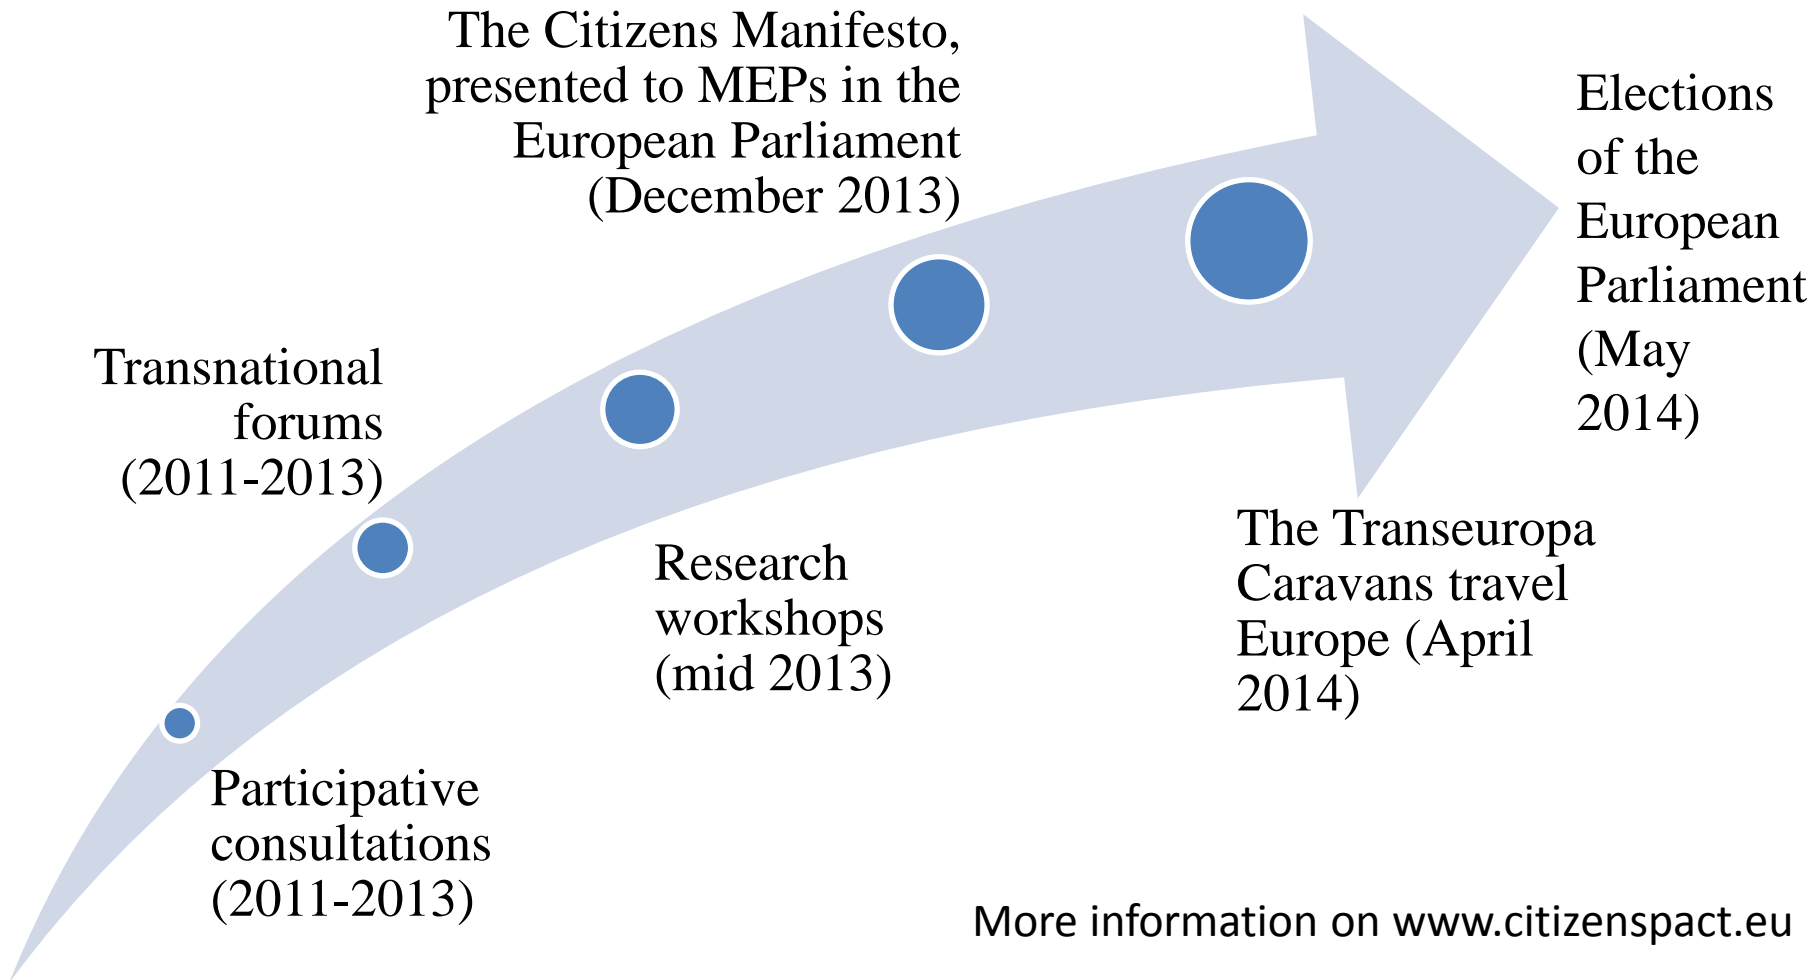 The Citizens Manifesto,
presented to MEPs in the
European Parliament
(December 2013)
Elections
of the
European
Parliament
(May
2014)
Transnational
forums
(2011-2013)
Research
workshops
(mid 2013)
The Transeuropa
Caravans travel
Europe (April
2014)
Participative
consultations
(2011-2013)
More information on www.citizenspact.eu